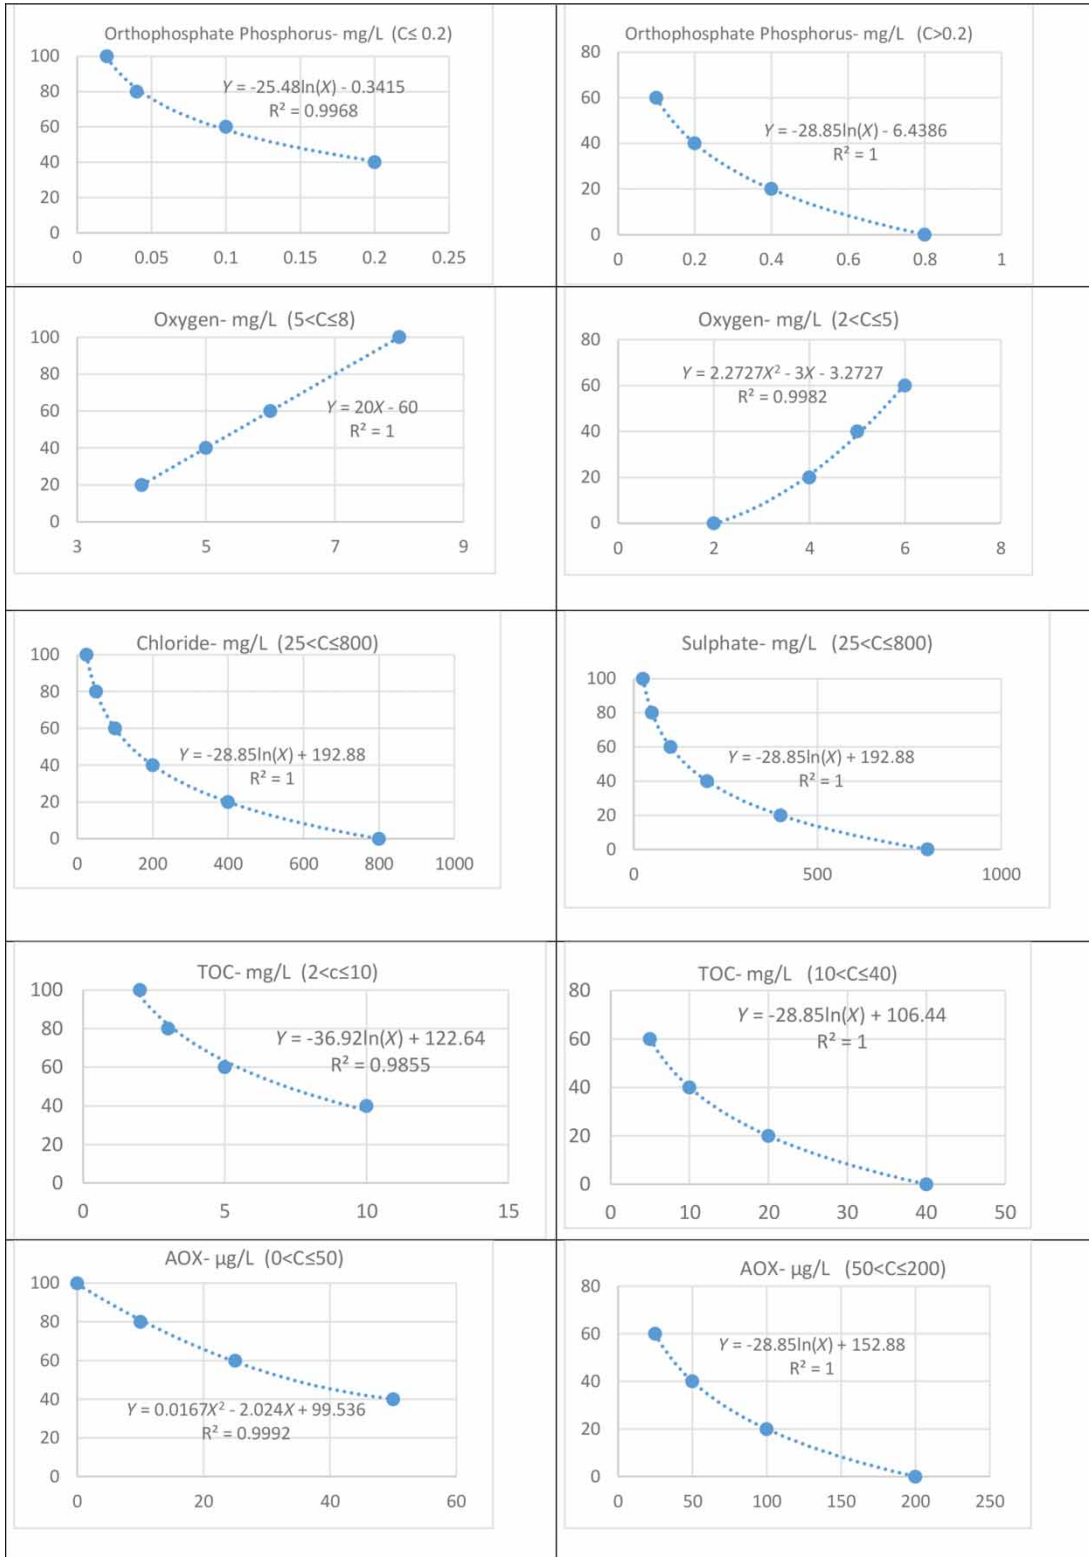 Orthophosphate Phosphorus- mg/L (C≤ 0.2)
100
80
60
40
20
0
Y = -25.48ln(X) - 0.3415
R² = 0.9968
0 0.05 0.1 0.15 0.2 0.25
Orthophosphate Phosphorus- mg/L (C>0.2)
80
60
40
20
0
Y = -28.85ln(X) - 6.4386
R² = 1
0 0.2 0.4 0.6 0.8 1
Oxygen- mg/L (5<C≤8)
100
80
60
40
20
0
Y = 20X - 60
R² = 1
3 5 7 9
Oxygen- mg/L (2<C≤5)
80
60
40
20
0
Y = 2.2727X² - 3X - 3.2727
R² = 0.9982
0 2 4 6 8
Chloride- mg/L (25<C≤800)
100
80
60
40
20
0
Y = -28.85ln(X) + 192.88
R² = 1
0 200 400 600 800 1000
Sulphate- mg/L (25<C≤800)
100
80
60
40
20
0
Y = -28.85ln(X) + 192.88
R² = 1
0 500 1000
TOC- mg/L (2<c≤10)
100
80
60
40
20
0
Y = -36.92ln(X) + 122.64
R² = 0.9855
0 5 10 15
TOC- mg/L (10<C≤40)
80
60
40
20
0
Y = -28.85ln(X) + 106.44
R² = 1
0 10 20 30 40 50
AOX- µg/L (0<C≤50)
100
80
60
40
20
0
Y = 0.0167X² - 2.024X + 99.536
R² = 0.9992
0 20 40 60
AOX- µg/L (50<C≤200)
80
60
40
20
0
Y = -28.85ln(X) + 152.88
R² = 1
0 50 100 150 200 250